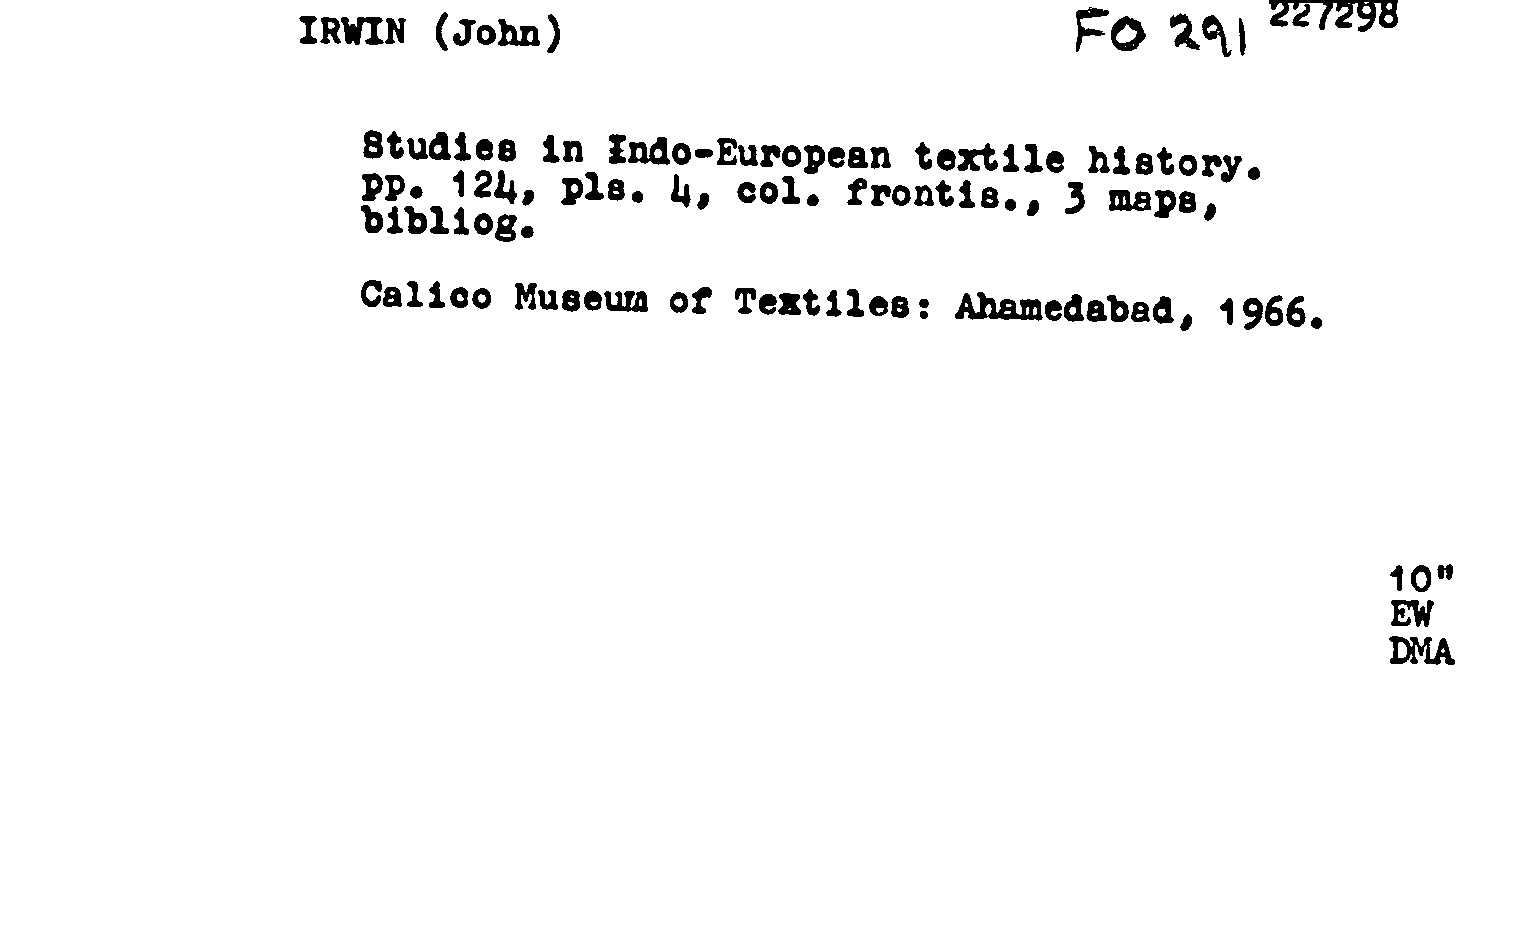 IRWIN (John) FO 291 227298
Studies in Indo-European textile history.
pp. 124, pls. 4, col. frontis., 3 maps,
bibliog.
Calico Museum of Textiles: Ahamedabad, 1966.
10"
EW
DMA